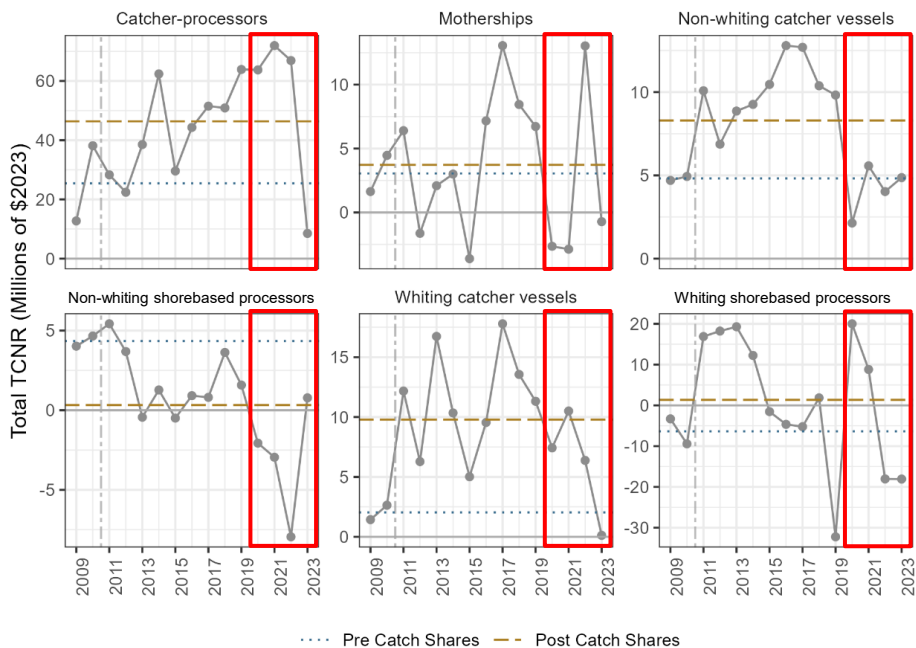 Catcher-processors
Motherships
Non-whiting catcher vessels
Total TCNR (Millions of $2023)
60
40
20
0
10
5
0
10
5
0
Non-whiting shorebased processors
Whiting catcher vessels
Whiting shorebased processors
5
0
-5
15
10
5
0
20
10
0
-10
-20
-30
2009 2011 2013 2015 2017 2019 2021 2023
2009 2011 2013 2015 2017 2019 2021 2023
2009 2011 2013 2015 2017 2019 2021 2023
Pre Catch Shares Post Catch Shares